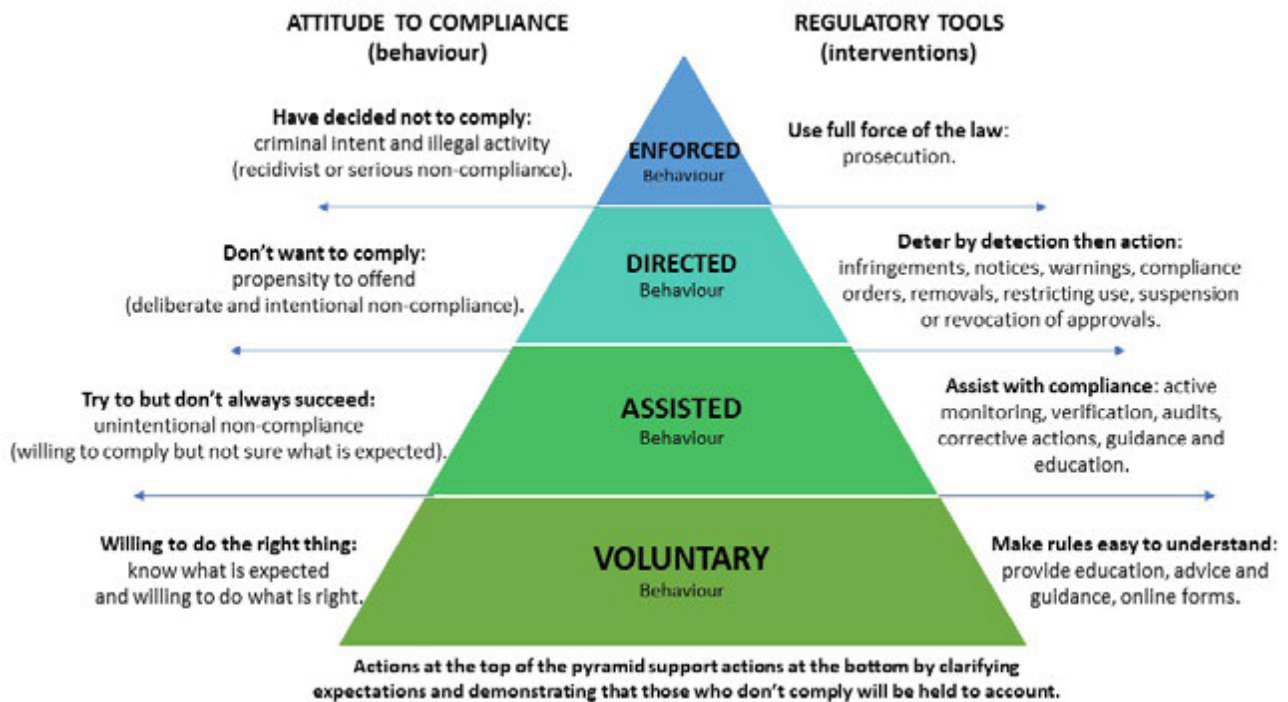 ATTITUDE TO COMPLIANCE
(behaviour)
REGULATORY TOOLS
(interventions)
Have decided not to comply:
criminal intent and illegal activity
(recidivist or serious non-compliance).
ENFORCED
Behaviour
Use full force of the law:
prosecution.
Don't want to comply:
propensity to offend
(deliberate and intentional non-compliance).
DIRECTED
Behaviour
Deter by detection then action:
infringements, notices, warnings, compliance
orders, removals, restricting use, suspension
or revocation of approvals.
Try to but don't always succeed:
unintentional non-compliance
(willing to comply but not sure what is expected).
ASSISTED
Behaviour
Assist with compliance: active
monitoring, verification, audits,
corrective actions, guidance and
education.
Willing to do the right thing:
know what is expected
and willing to do what is right.
VOLUNTARY
Behaviour
Make rules easy to understand:
provide education, advice and
guidance, online forms.
Actions at the top of the pyramid support actions at the bottom by clarifying
expectations and demonstrating that those who don't comply will be held to account.